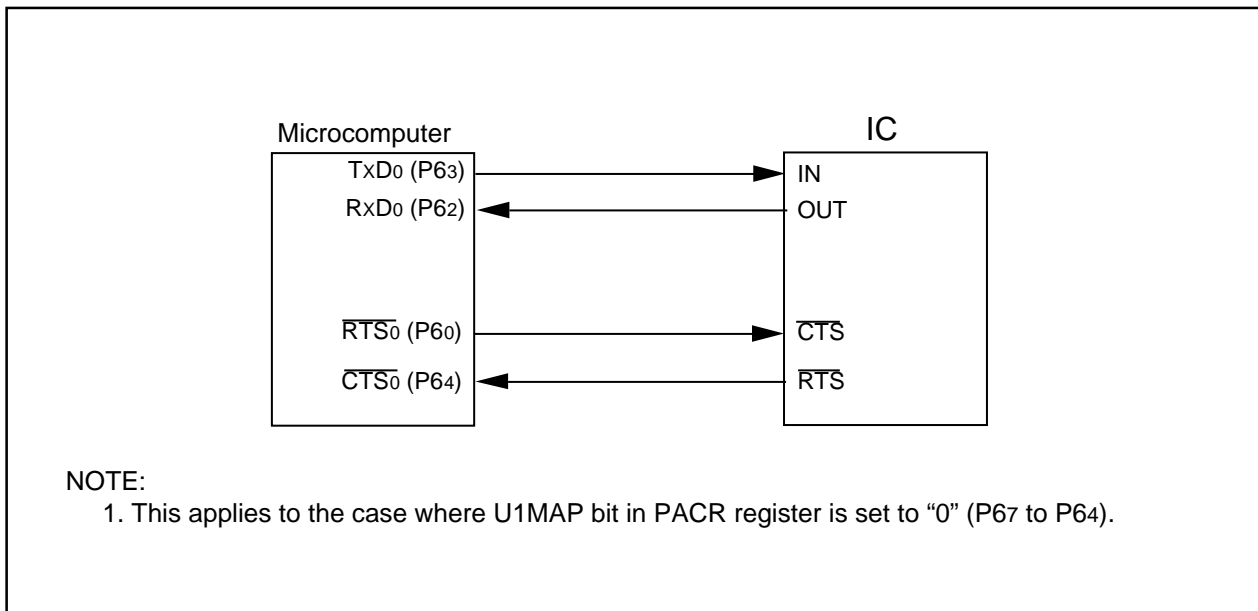 Microcomputer
IC
TxD0 (P63)
IN
RxD0 (P62)
OUT
RTS0 (P60)
CTS
CTS0 (P64)
RTS
NOTE:
1. This applies to the case where U1MAP bit in PACR register is set to “0” (P67 to P64).